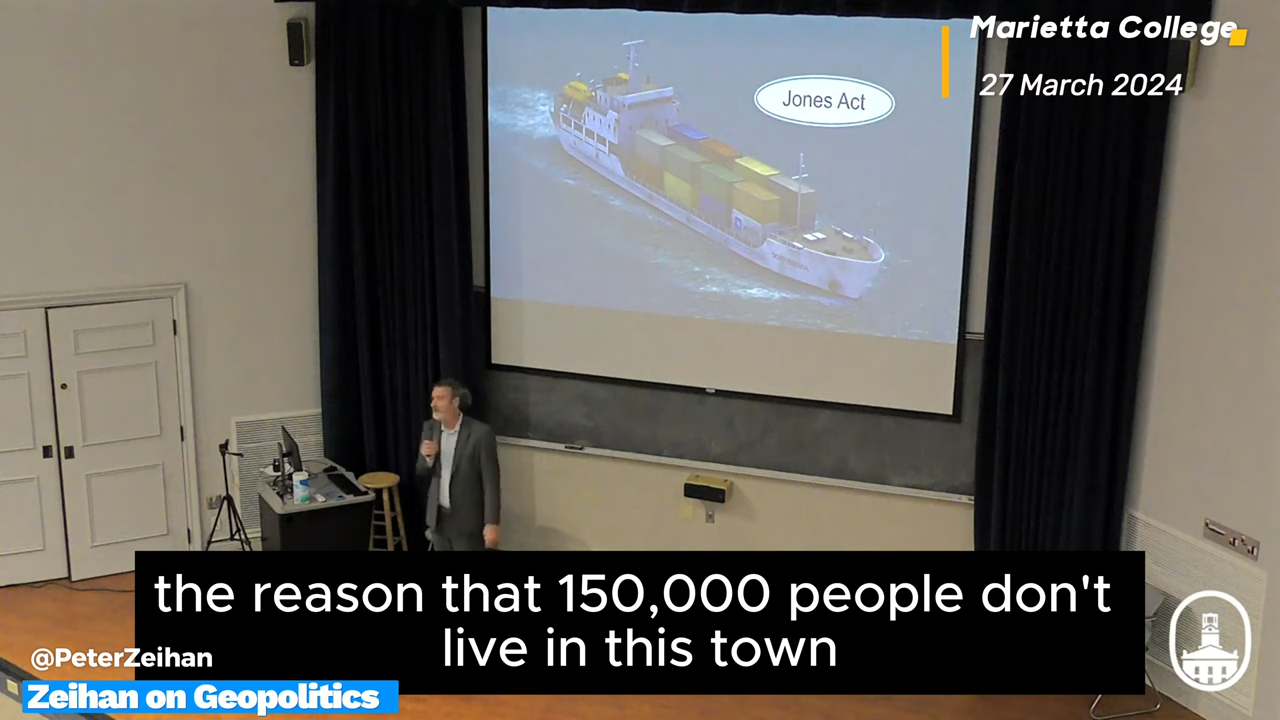 Marietta College
27 March 2024
Jones Act
the reason that 150,000 people don't
live in this town
@PeterZeihan
Zeihan on Geopolitics